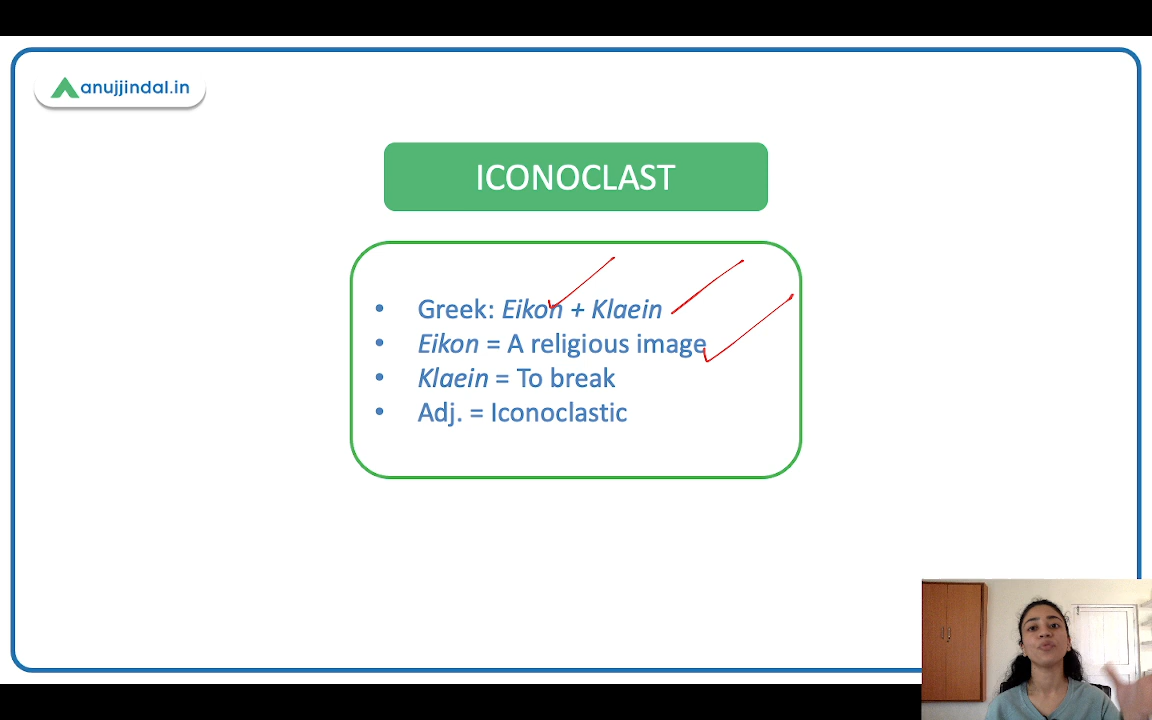 anujjindal.in
ICONOCLAST
• Greek: Eikon + Klaein
• Eikon = A religious image
• Klaein = To break
• Adj. = Iconoclastic